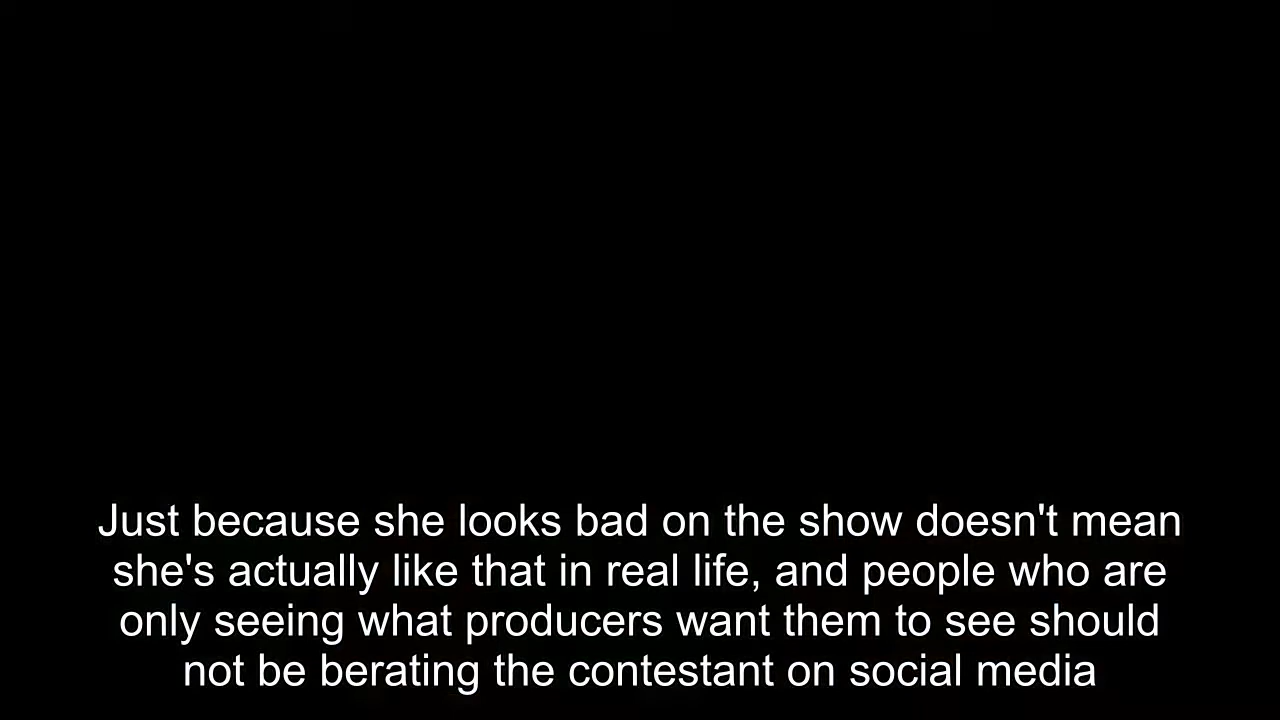 Just because she looks bad on the show doesn't mean
she's actually like that in real life, and people who are
only seeing what producers want them to see should
not be berating the contestant on social media